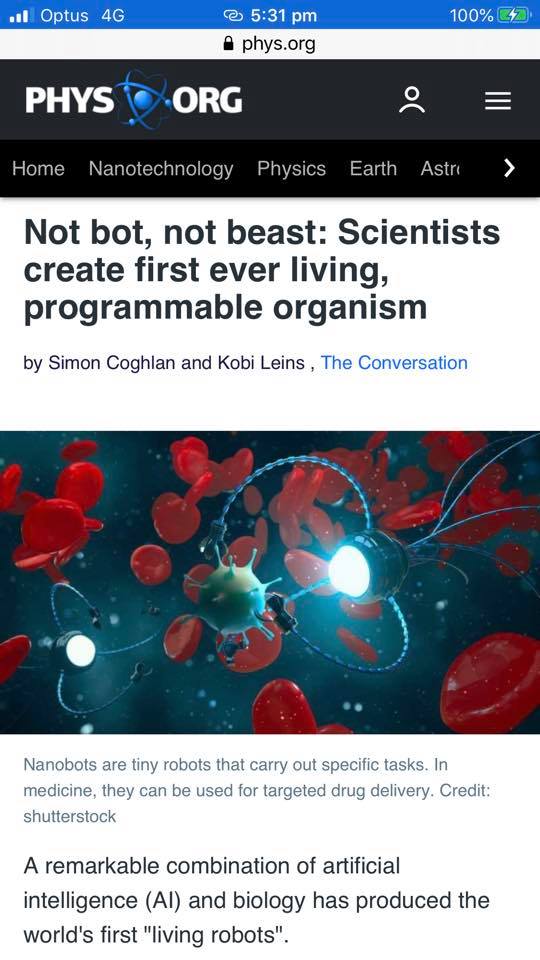 Optus 4G 5:31 pm 100%
phys.org
PHYS ORG
Home Nanotechnology Physics Earth Astr
Not bot, not beast: Scientists
create first ever living,
programmable organism
by Simon Coghlan and Kobi Leins , The Conversation
Nanobots are tiny robots that carry out specific tasks. In
medicine, they can be used for targeted drug delivery. Credit:
shutterstock
A remarkable combination of artificial
intelligence (AI) and biology has produced the
world's first "living robots".